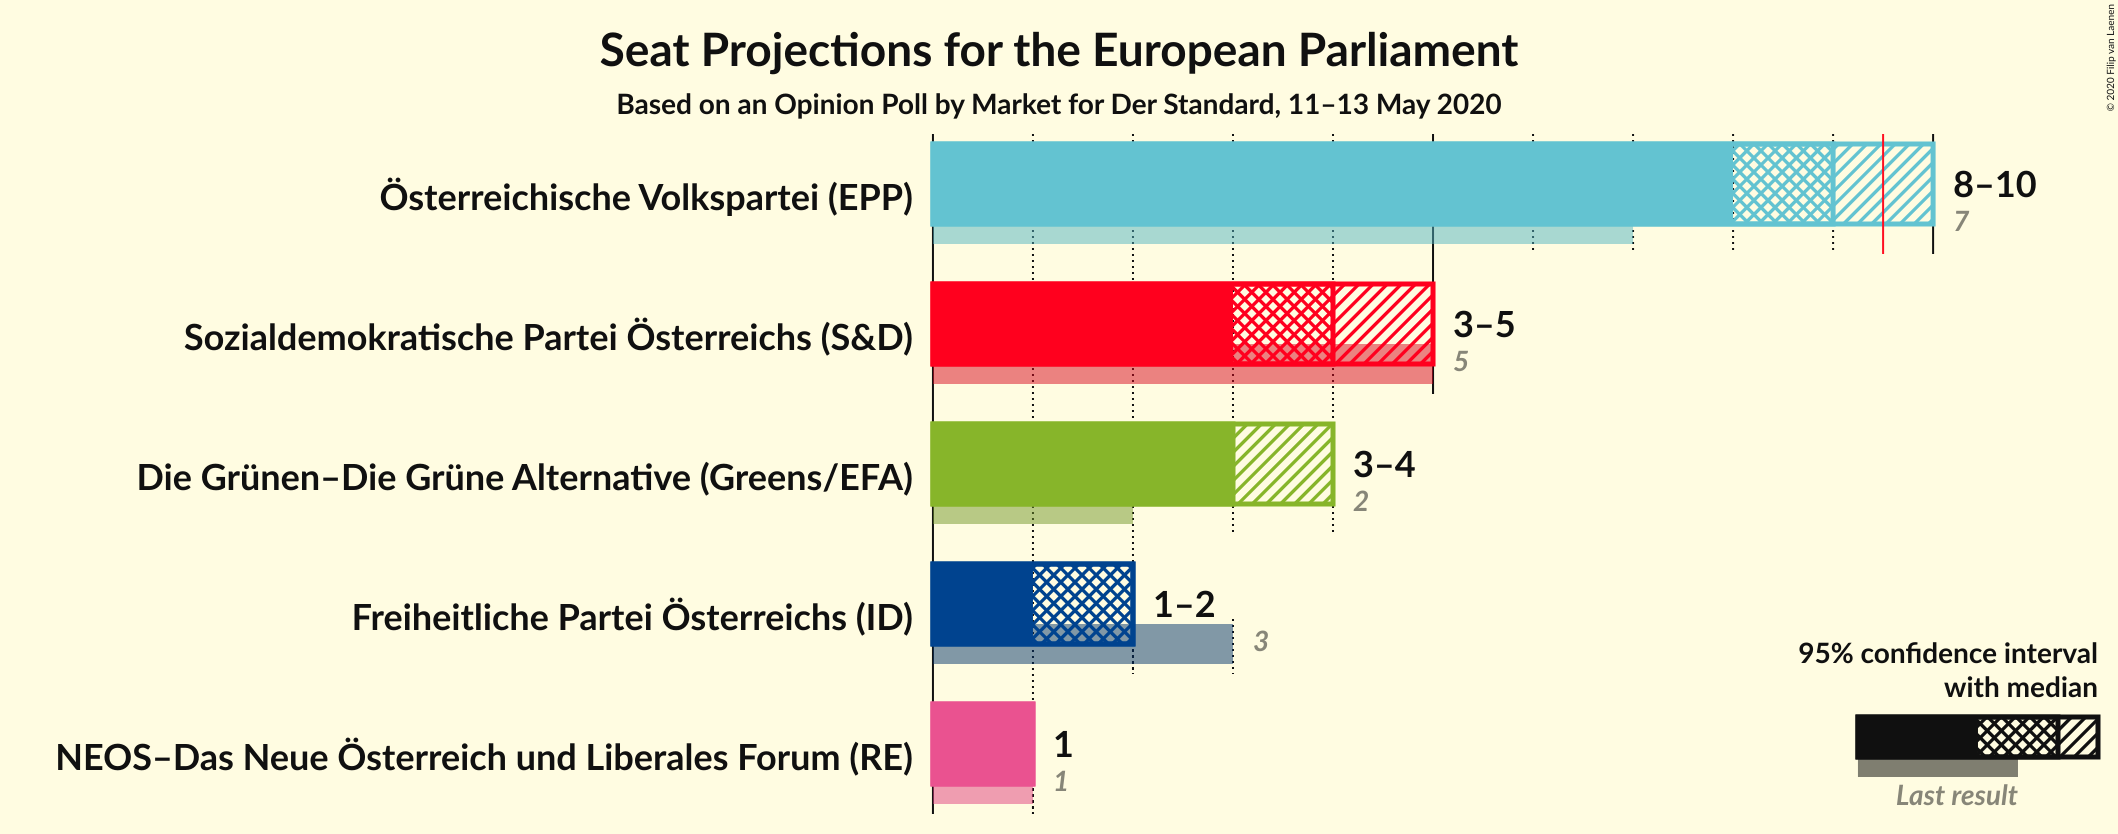 Seat Projections for the European Parliament
Based on an Opinion Poll by Market for Der Standard, 11–13 May 2020
© 2020 Filip van Laenen
Österreichische Volkspartei (EPP)
8–10
7
Sozialdemokratische Partei Österreichs (S&D)
3–5
5
Die Grünen–Die Grüne Alternative (Greens/EFA)
3–4
2
Freiheitliche Partei Österreichs (ID)
1–2
3
NEOS–Das Neue Österreich und Liberales Forum (RE)
1
1
95% confidence interval
with median
Last result